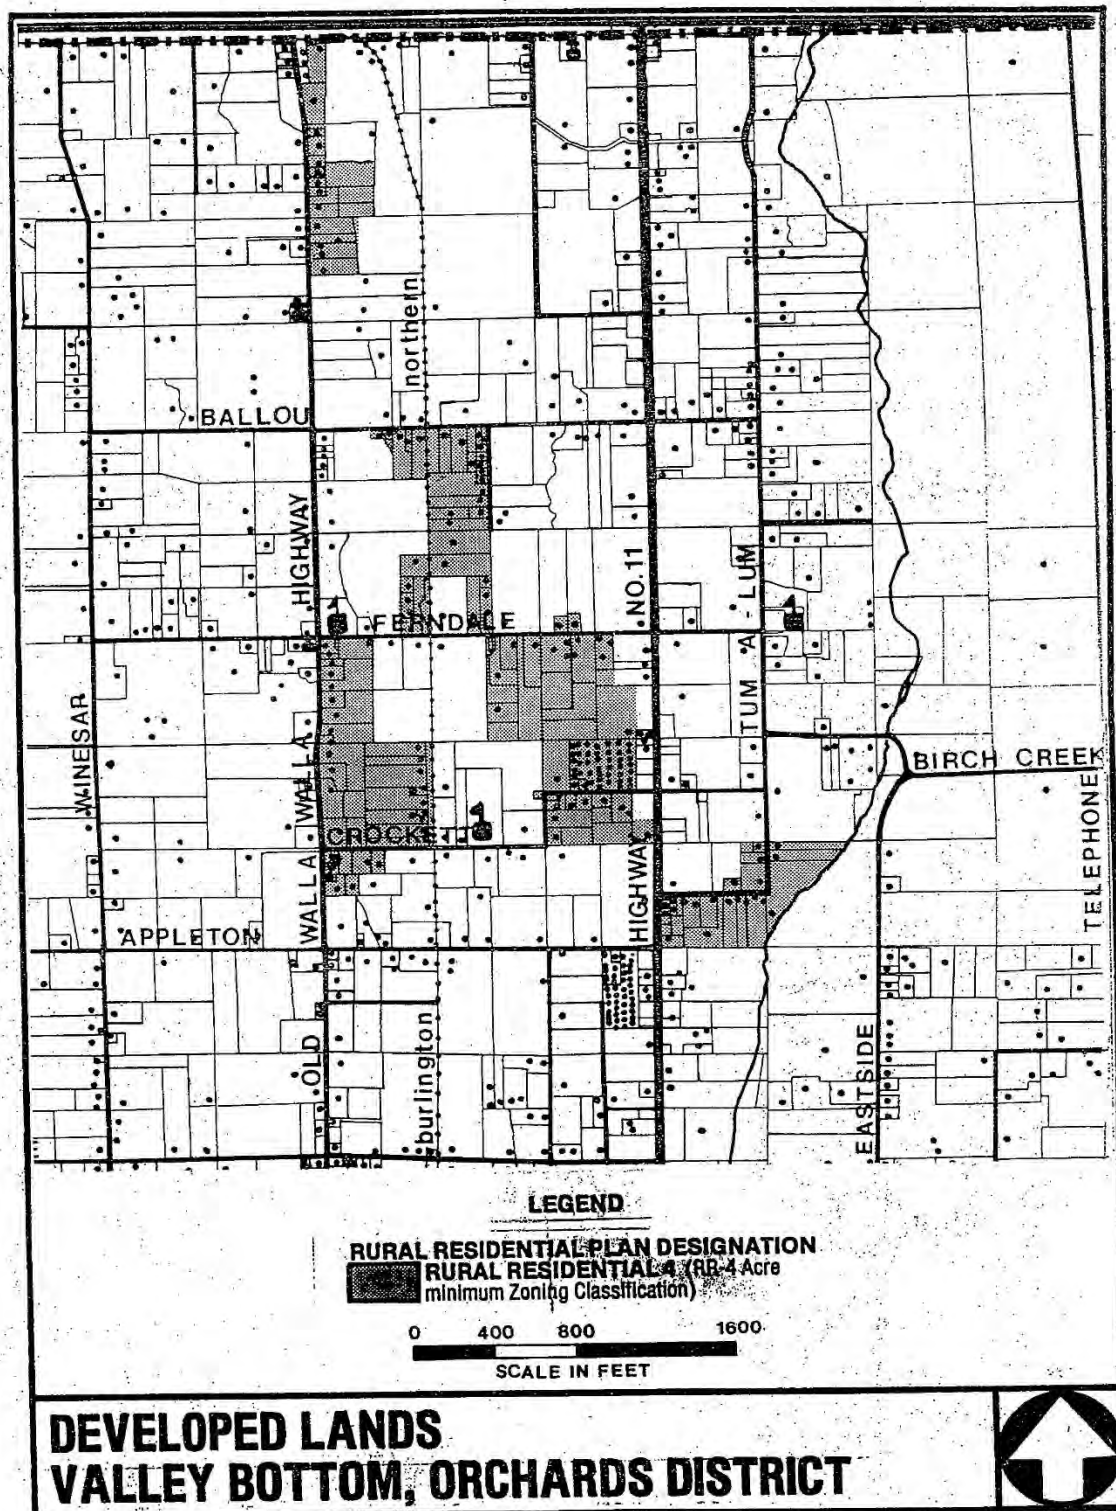 northern
BALLOU
HIGHWAY
NO. 11
TUM A - LUM
FERNDALE
WINESAR
OLD WALLA WALLA
BIRCH CREEK
CROCKETT
HIGHWAY
TELEPHONE
APPLETON
burlington
EASTSIDE
LEGEND
RURAL RESIDENTIAL PLAN DESIGNATION
RURAL RESIDENTIAL 4 (RR-4 Acre
minimum Zoning Classification)
0 400 800 1600
SCALE IN FEET
DEVELOPED LANDS
VALLEY BOTTOM, ORCHARDS DISTRICT